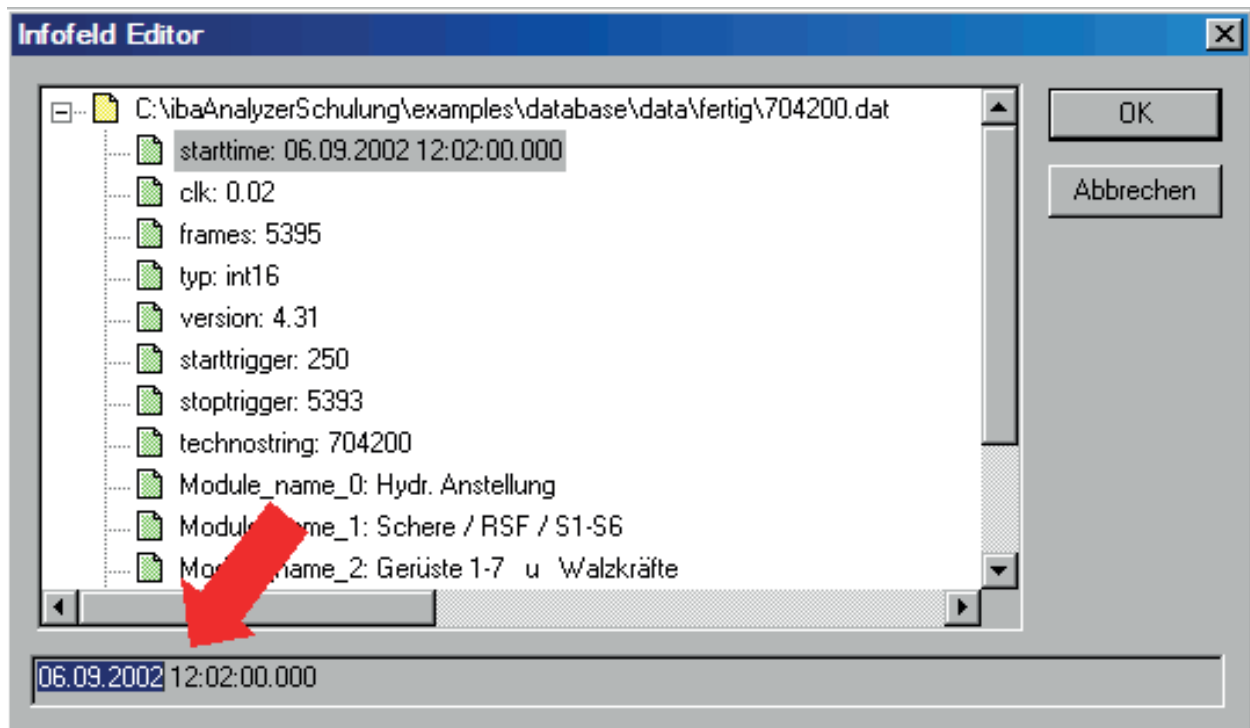 Infofeld Editor
C:\ibaAnalyzerSchulung\examples\database\data\fertig\704200.dat
OK
starttime: 06.09.2002 12:02:00.000
clk: 0.02
Abbrechen
frames: 5395
typ: int16
version: 4.31
starttrigger: 250
stoptrigger: 5393
technostring: 704200
Module_name_0: Hydr. Anstellung
Module_name_1: Schere / RSF / S1-S6
Module_name_2: Gerüste 1-7 u Walzkräfte
06.09.2002 12:02:00.000